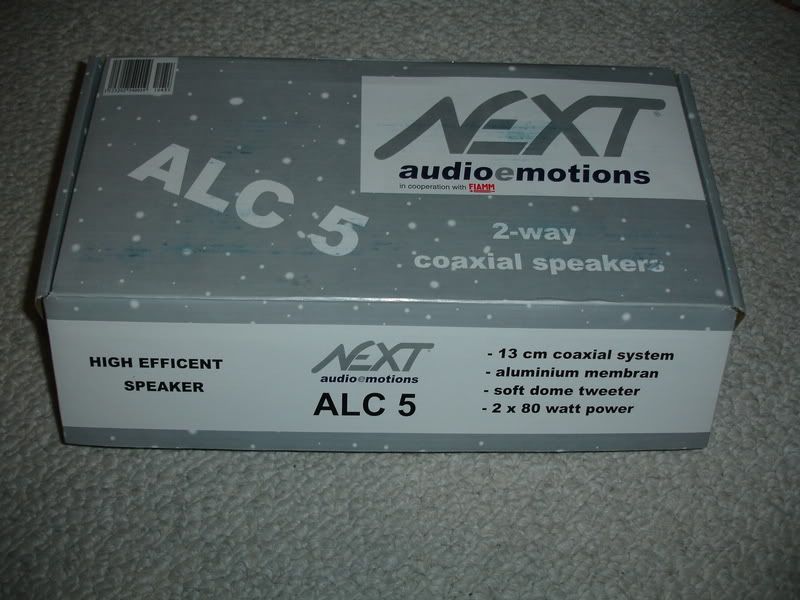 NEXT
audioemotions
in cooperation with FIAMM
ALC 5
2-way
coaxial speakers
HIGH EFFICENT
SPEAKER
NEXT
audioemotions
ALC 5
- 13 cm coaxial system
- aluminium membran
- soft dome tweeter
- 2 x 80 watt power